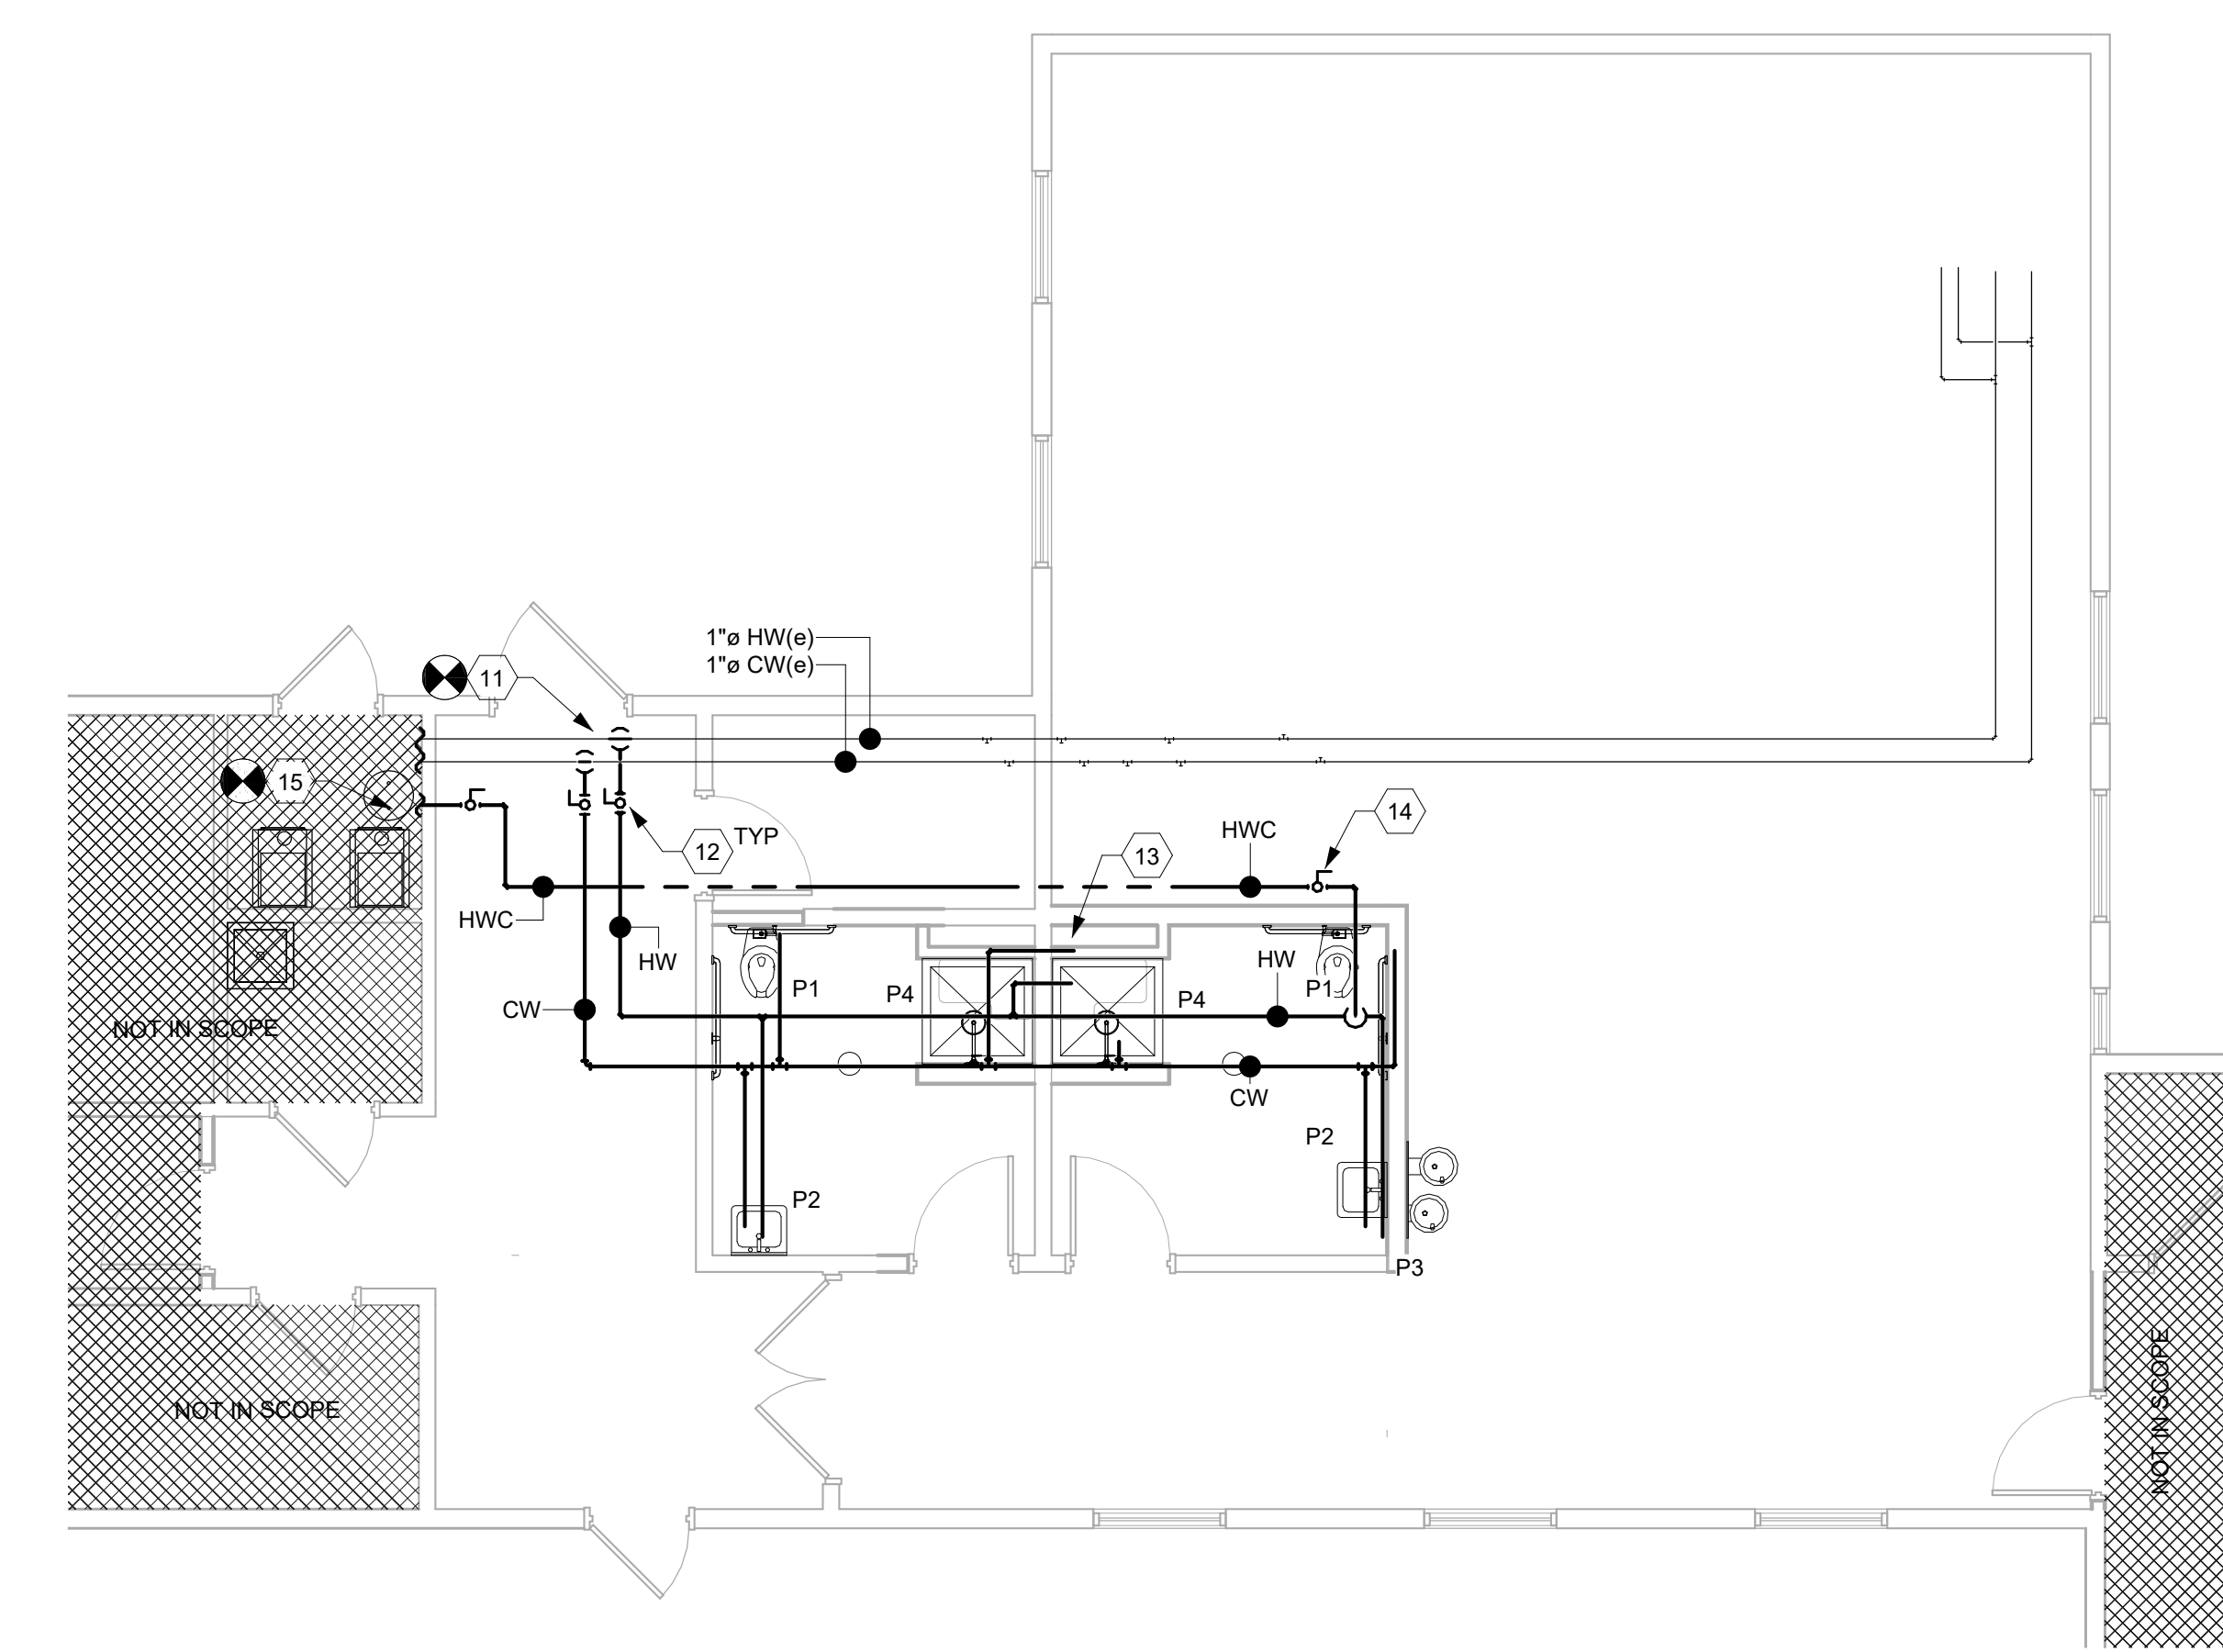 1"ø HW(e)
1"ø CW(e)
11
15
12
TYP
13
HWC
14
HWC
HW
P1
P4
P4
HW
P1
CW
NOT IN SCOPE
CW
P2
P2
P3
NOT IN SCOPE
NOT IN SCOPE